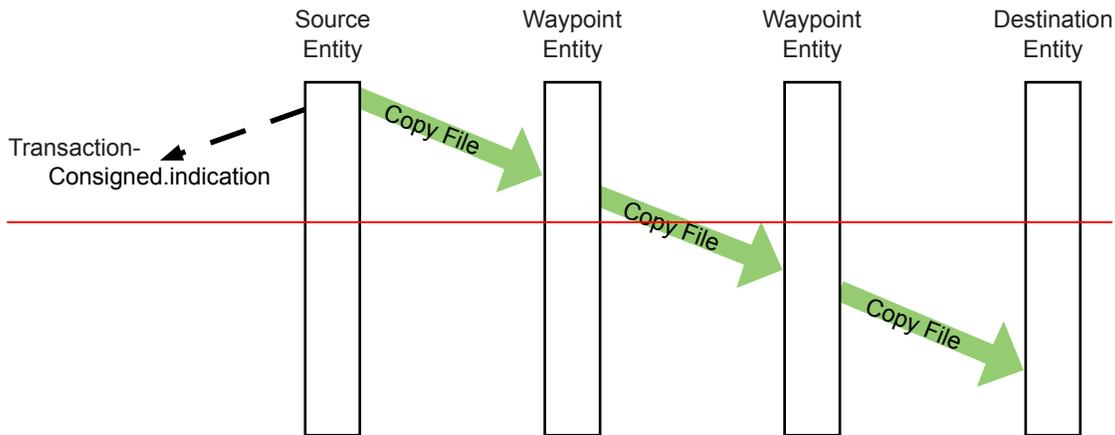 Source
Entity
Waypoint
Entity
Waypoint
Entity
Destination
Entity
Transaction-
Consigned.indication
Copy File
Copy File
Copy File